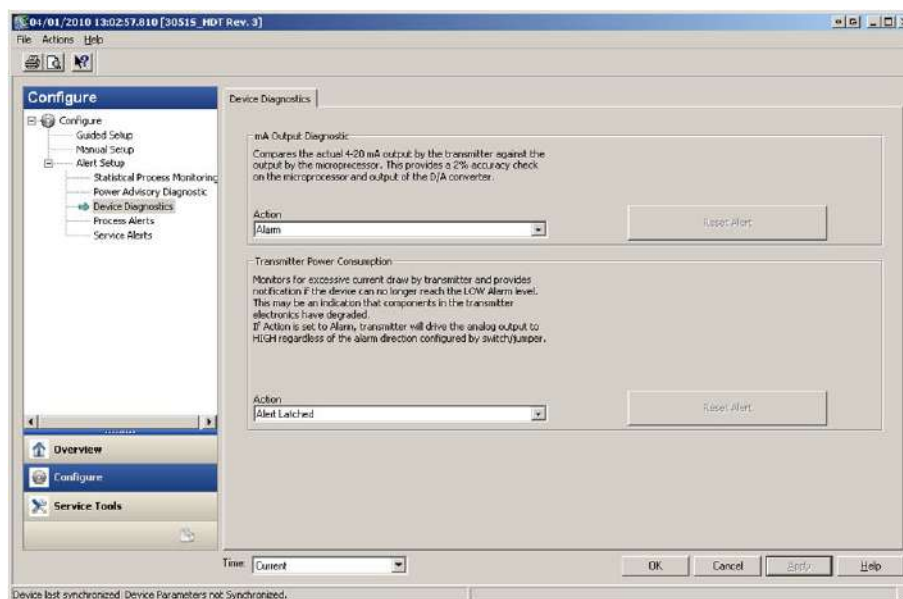 04/01/2010 13:02:57.810 [3051S_HDT Rev. 3]
File Actions Help
Configure
Configure
Guided Setup
Manual Setup
Alert Setup
Statistical Process Monitoring
Power Advisory Diagnostic
Device Diagnostics
Process Alerts
Service Alerts
Overview
Configure
Service Tools
Device Diagnostics
mA Output Diagnostic
Compares the actual 4-20 mA output by the transmitter against the
output by the microprocessor. This provides a 2% accuracy check
on the microprocessor and output of the D/A converter.
Action
Alarm
Reset Alert
Transmitter Power Consumption
Monitors for excessive current draw by transmitter and provides
notification if the device can no longer reach the LOW Alarm level.
This may be an indication that components in the transmitter
electronics have degraded.
If Action is set to Alarm, transmitter will drive the analog output to
HIGH regardless of the alarm direction configured by switch/jumper.
Action
Alert Latched
Reset Alert
Time: Current
OK Cancel Apply Help
Device last synchronized: Device Parameters not Synchronized.